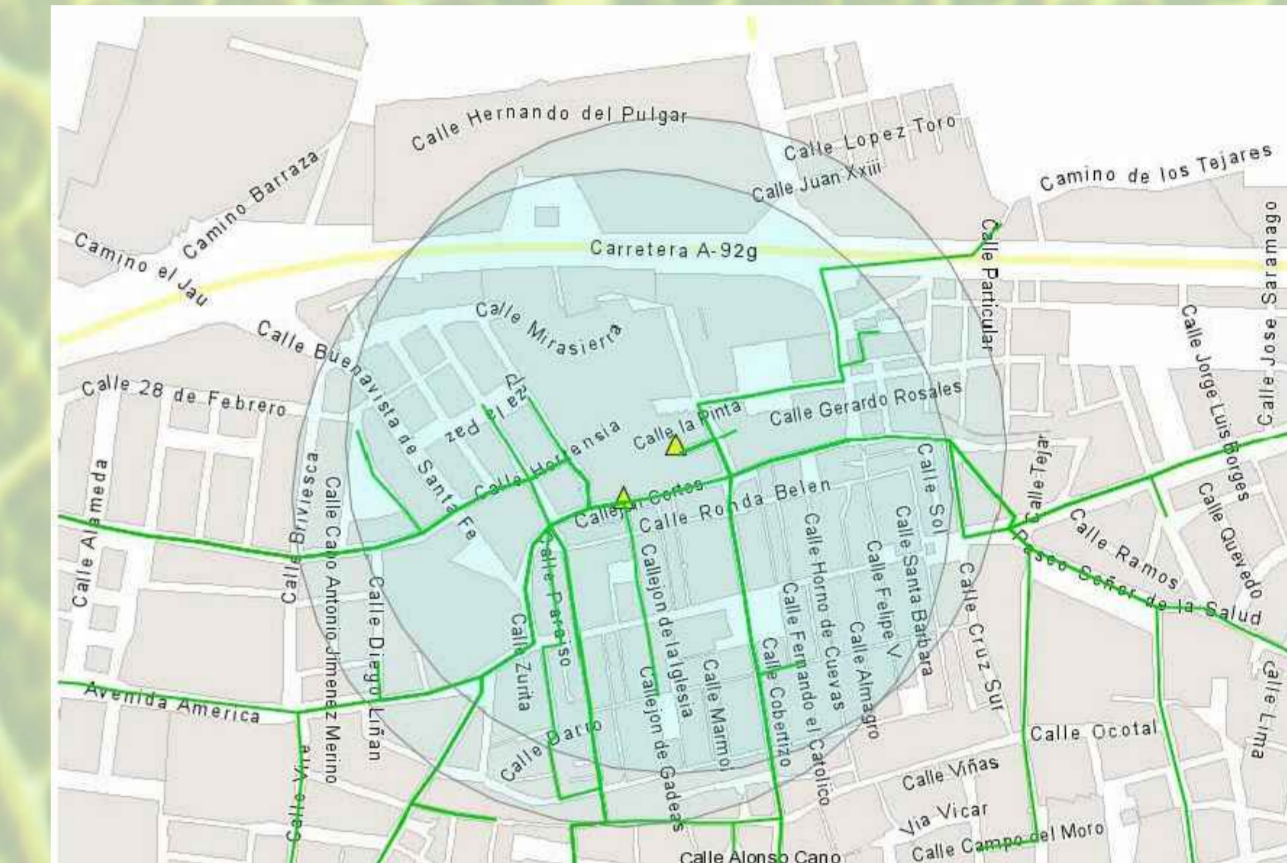 Calle Hernando del Pulgar
Calle Lopez Toro
Calle Juan Xxiii
Camino Barraza
Camino de los Tejares
Camino el Jau
Carretera A-92g
Calle Particular
Calle Jose Saramago
Calle Mirasierra
Calle Buenavista de Santa Fe
Calle Jorge Luis Borges
Calle 28 de Febrero
Plz la Paz
Calle Gerardo Rosales
Calle la Pinta
Calle Hortensia
Calle Teja
Calle Alameda
Calle Briviesca
Calle Cano Antonio Jimenez Merino
Callejon Cortos
Calle Ronda Belen
Calle Sol
Calle Quevedo
Calle Ramos
Paseo Señor de la Salud
Calle Diego Liñan
Calle Paraiso
Calle Zurita
Callejon de la Iglesia
Calle Horno de Cuevas
Calle Felipe V
Calle Santa Barbara
Calle Cruz Sur
Calle Fernando el Catolico
Calle Almagro
Calle Cobertizo
Calle Marmol
Callejon de Gadeas
Avenida America
Calle Darro
Calle Ocotal
Calle Lima
Calle Viñas
Via Vicar
Calle Campo del Moro
Calle Alonso Cano